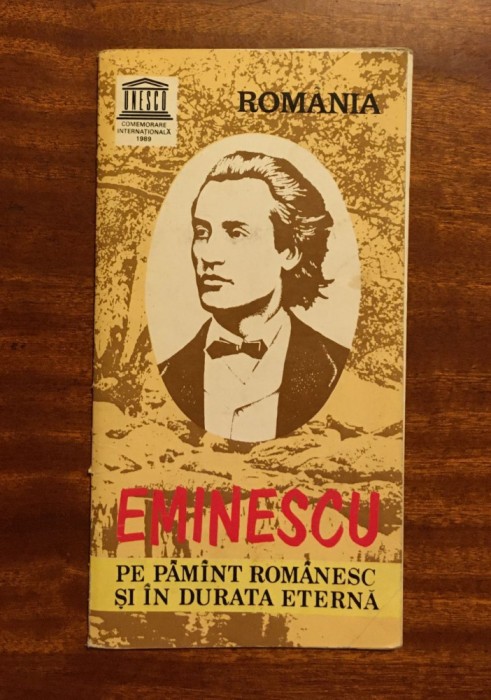 UNESCO
COMEMORARE
INTERNAȚIONALĂ
1989
ROMANIA
EMINESCU
PE PĂMÎNT ROMÂNESC
ȘI ÎN DURATA ETERNĂ